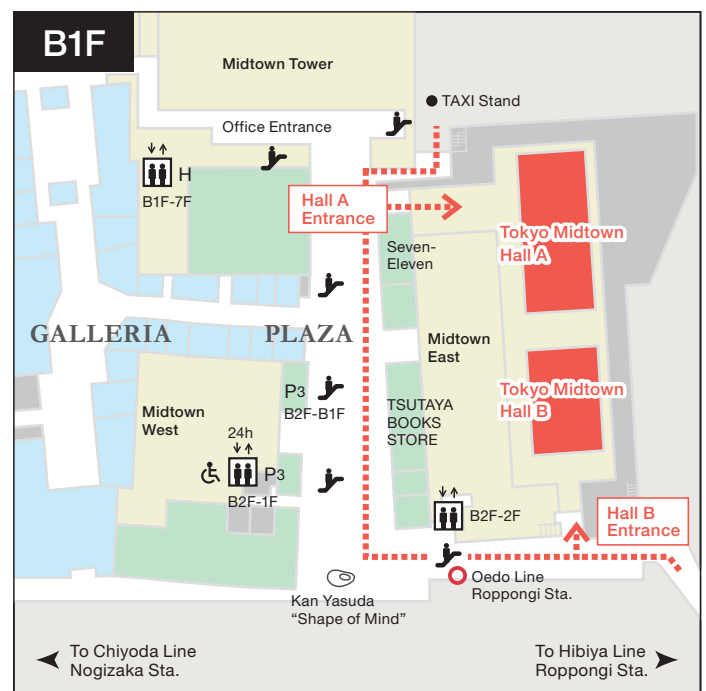 B1F
Midtown Tower
TAXI Stand
Office Entrance
H
B1F-7F
Hall A
Entrance
Tokyo Midtown
Hall A
Seven-
Eleven
GALLERIA
PLAZA
Midtown
East
P3
B2F-B1F
Tokyo Midtown
Hall B
TSUTAYA
BOOKS
STORE
Midtown
West
24h
P3
B2F-1F
B2F-2F
Hall B
Entrance
Oedo Line
Roppongi Sta.
Kan Yasuda
“Shape of Mind”
To Chiyoda Line
Nogizaka Sta.
To Hibiya Line
Roppongi Sta.